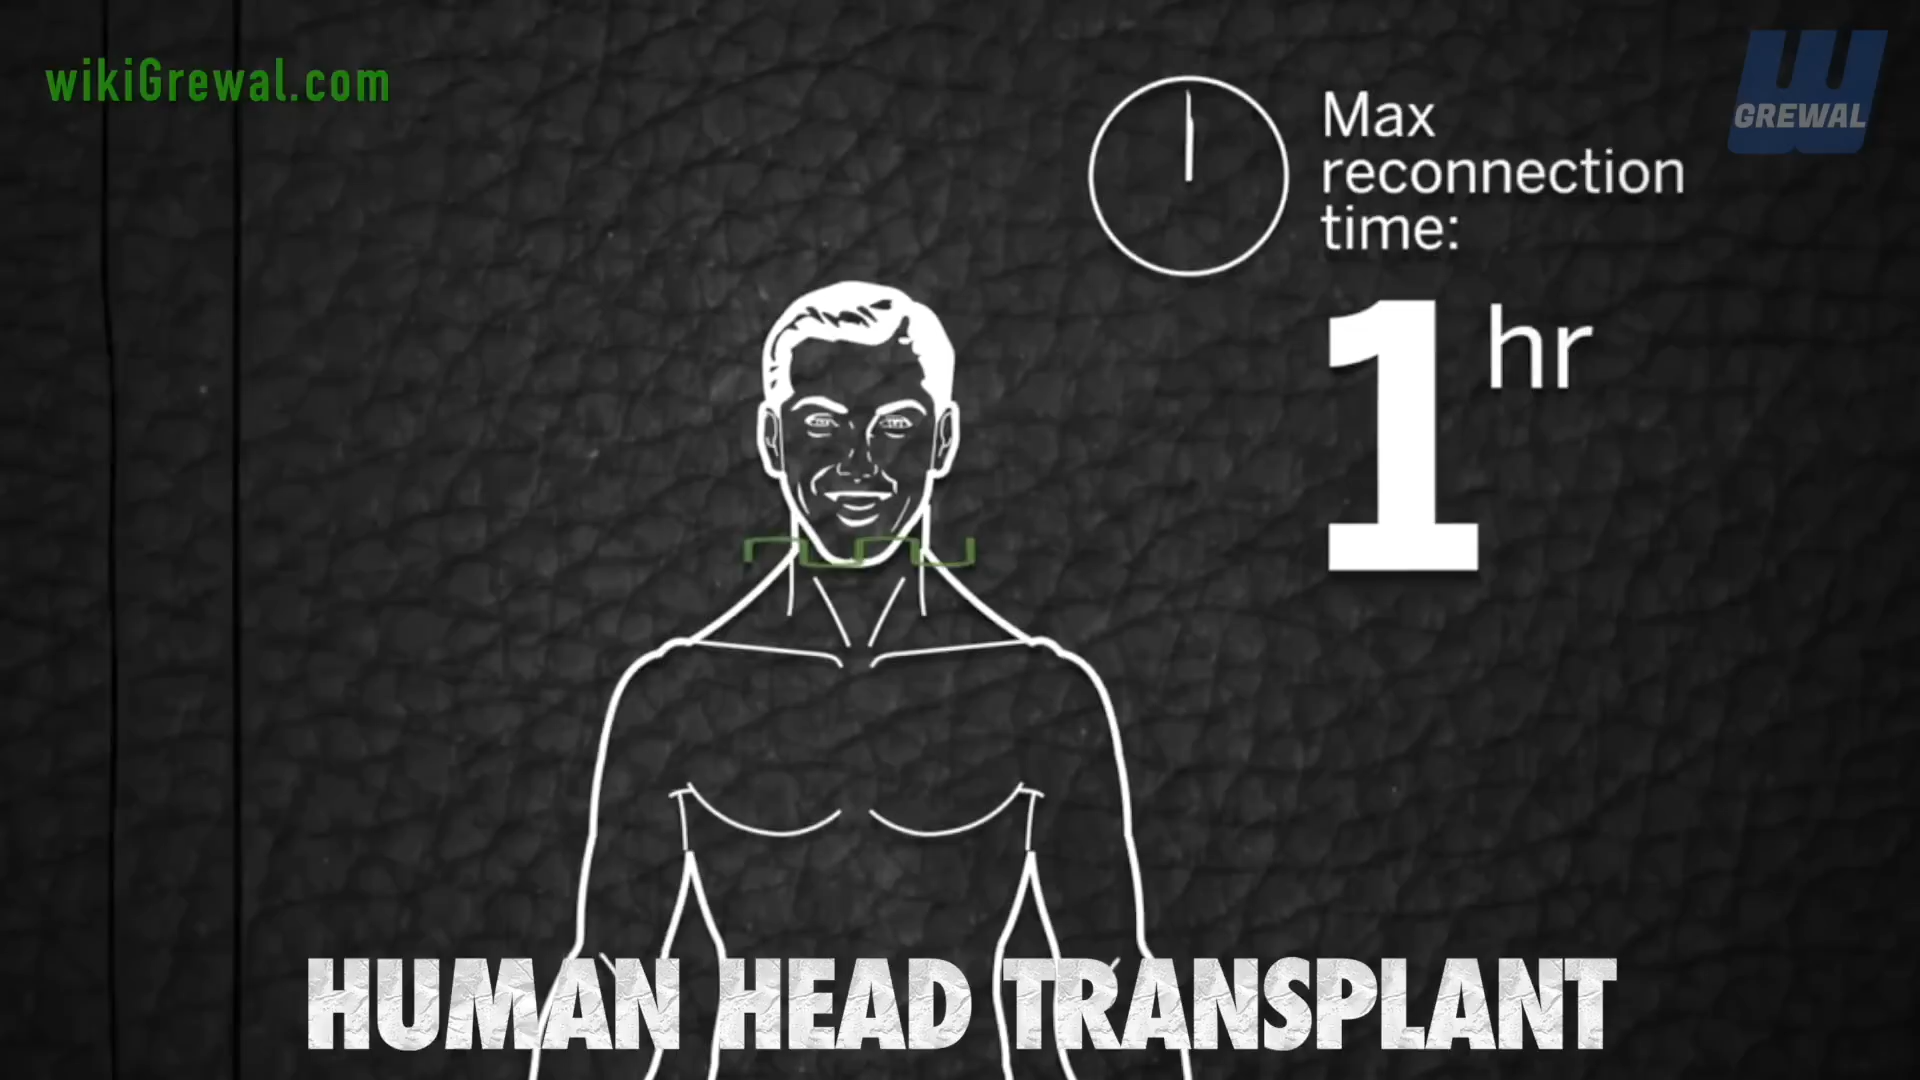 wikiGrewal.com
W
GREWAL
Max
reconnection
time:
1 hr
HUMAN HEAD TRANSPLANT